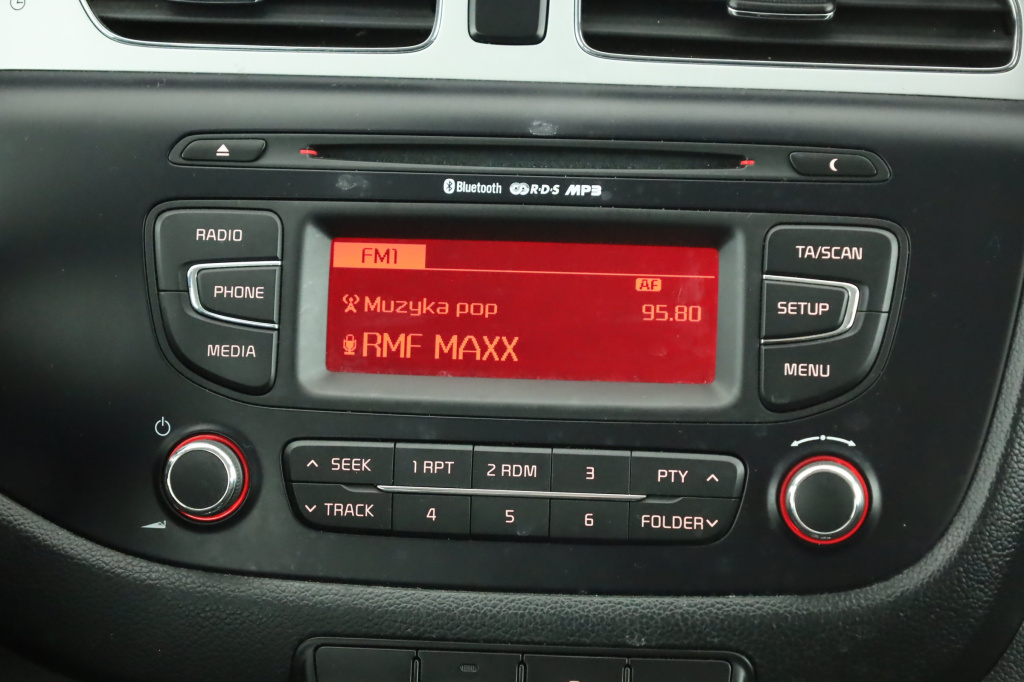 Bluetooth R·D·S MP3
RADIO
PHONE
MEDIA
FM1
AF
Muzyka pop 95.80
RMF MAXX
TA/SCAN
SETUP
MENU
SEEK 1 RPT 2 RDM 3 PTY
TRACK 4 5 6 FOLDER